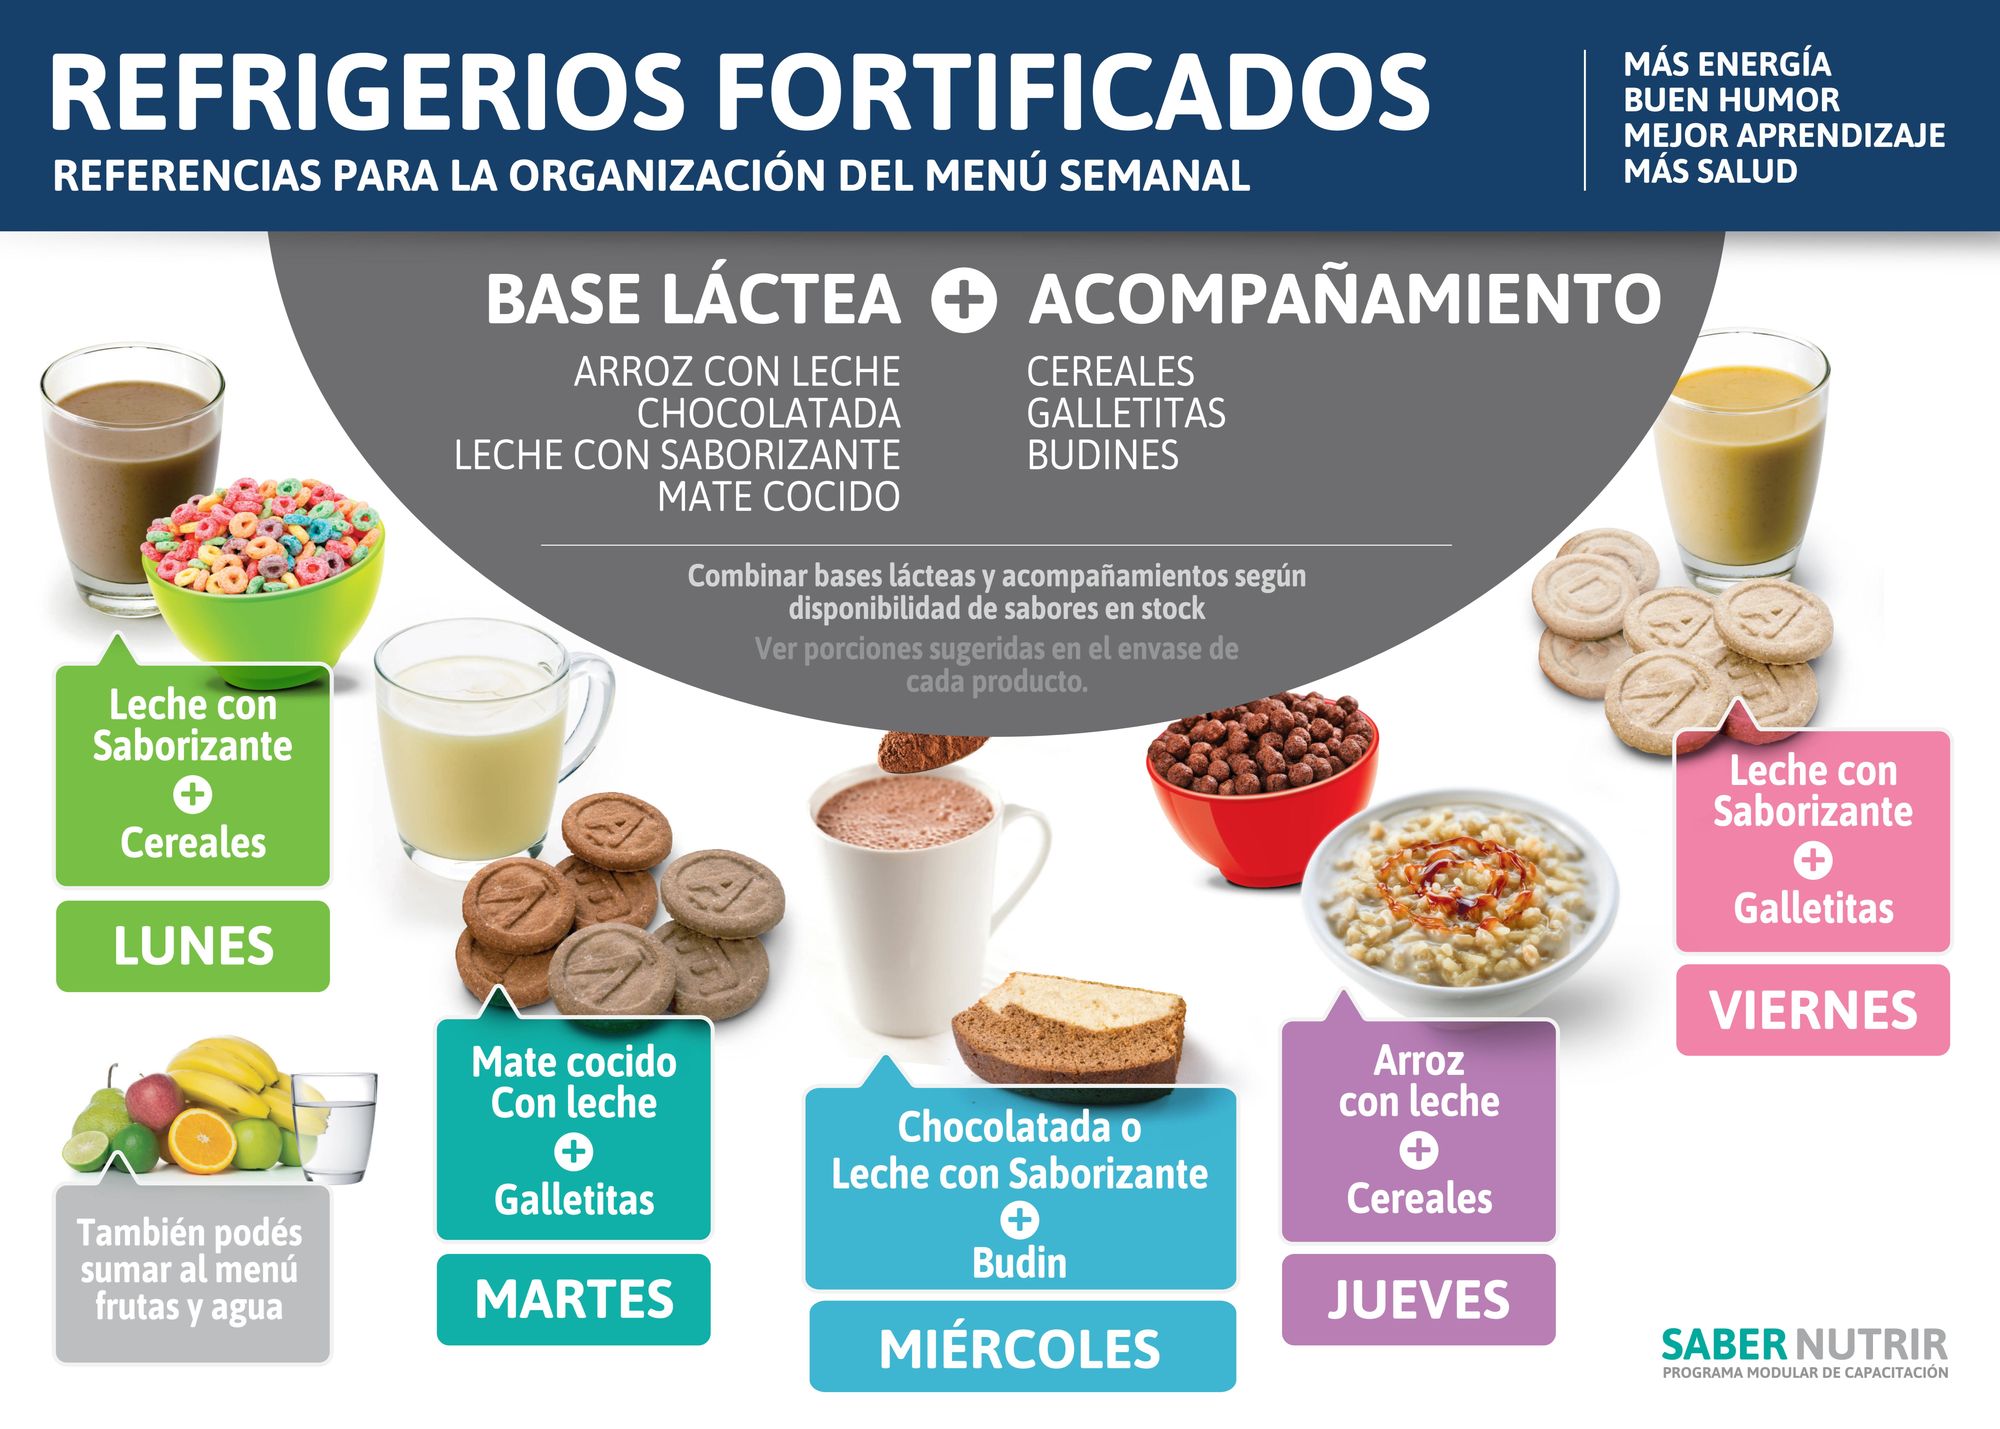 REFRIGERIOS FORTIFICADOS
REFERENCIAS PARA LA ORGANIZACIÓN DEL MENÚ SEMANAL
MÁS ENERGÍA
BUEN HUMOR
MEJOR APRENDIZAJE
MÁS SALUD
BASE LÁCTEA + ACOMPAÑAMIENTO
ARROZ CON LECHE
CHOCOLATADA
LECHE CON SABORIZANTE
MATE COCIDO
CEREALES
GALLETITAS
BUDINES
Combinar bases lácteas y acompañamientos según
disponibilidad de sabores en stock
Ver porciones sugeridas en el envase de
cada producto.
Leche con
Saborizante
+
Cereales
LUNES
Mate cocido
Con leche
+
Galletitas
MARTES
Chocolatada o
Leche con Saborizante
+
Budin
MIÉRCOLES
Arroz
con leche
+
Cereales
JUEVES
Leche con
Saborizante
+
Galletitas
VIERNES
También podés
sumar al menú
frutas y agua
SABER NUTRIR
PROGRAMA MODULAR DE CAPACITACIÓN